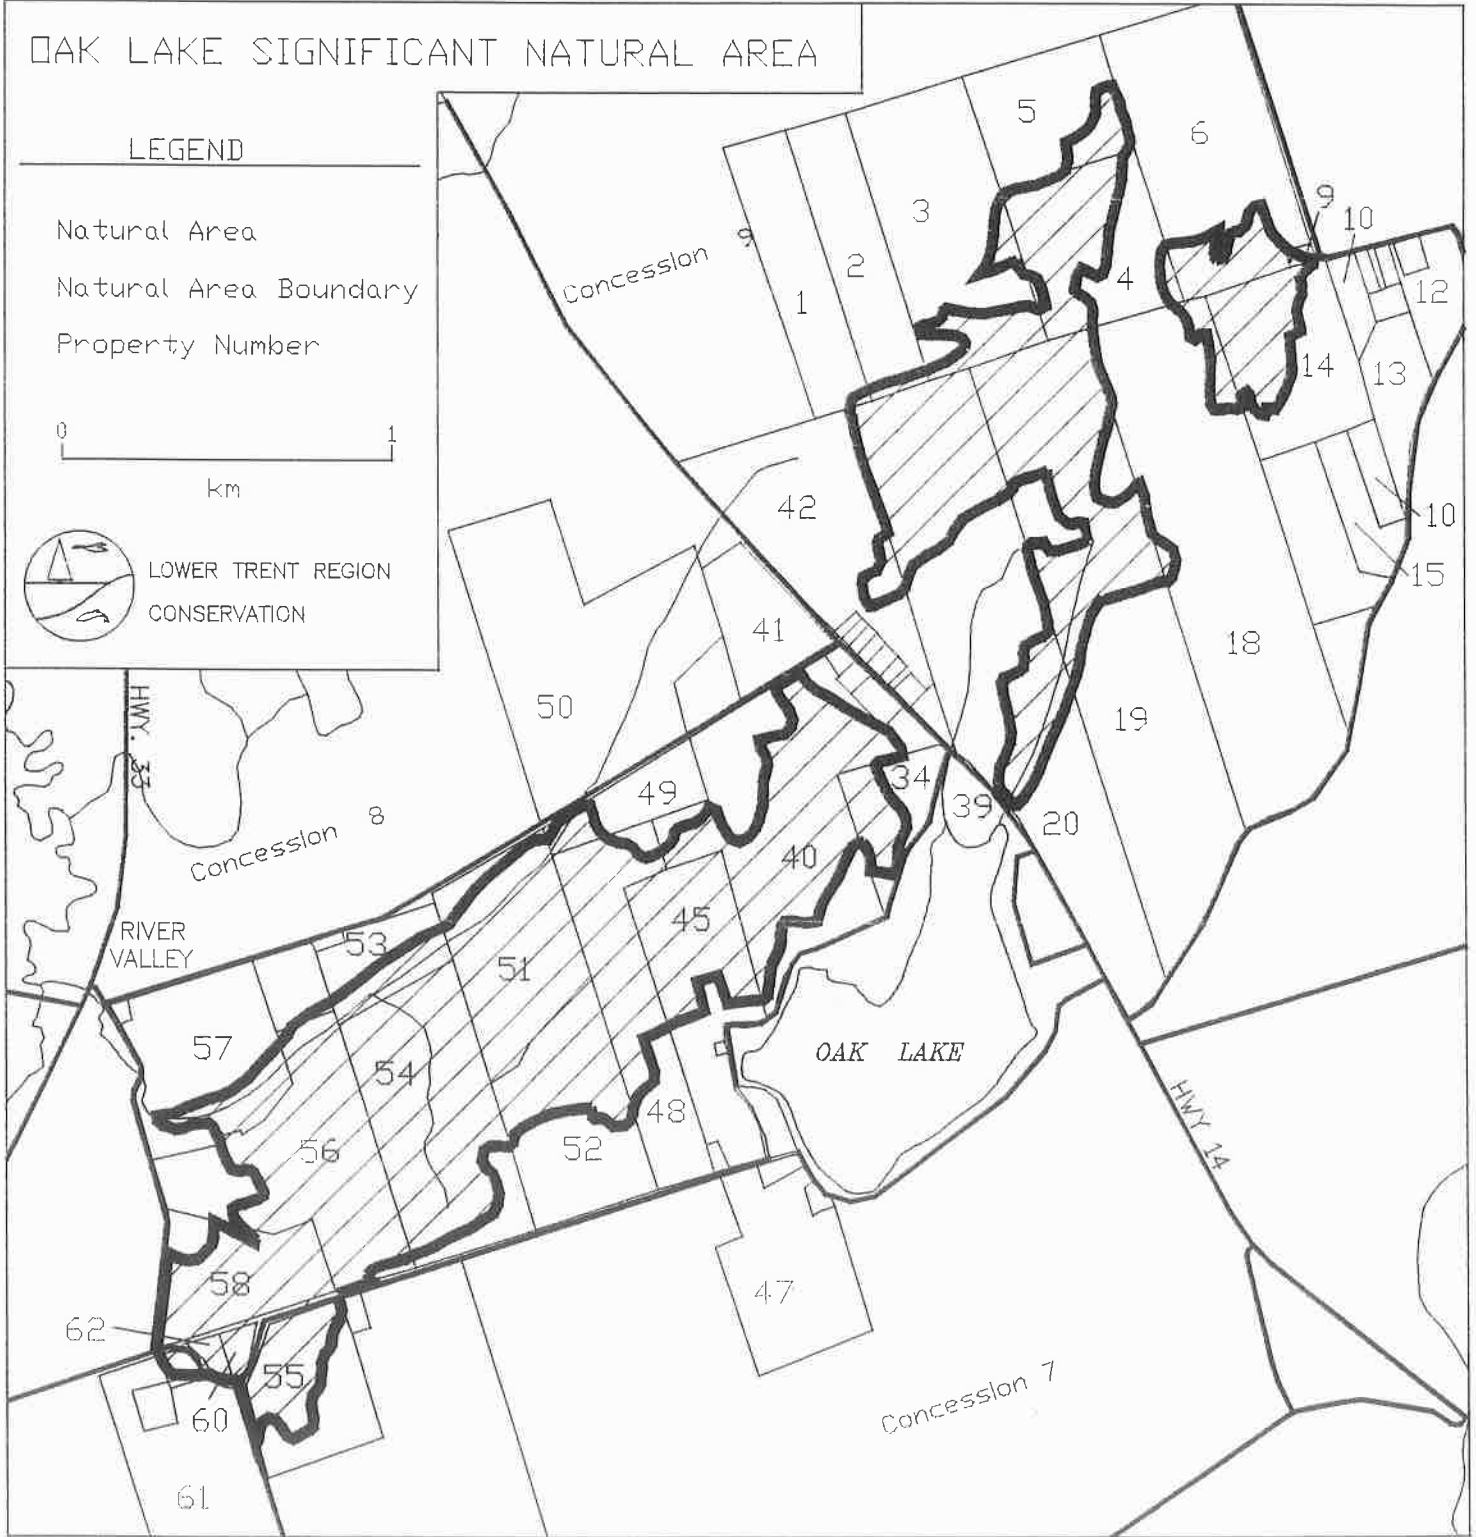 OAK LAKE SIGNIFICANT NATURAL AREA
LEGEND
Natural Area
Natural Area Boundary
Property Number
0 1
km
LOWER TRENT REGION
CONSERVATION
Concession 9
1
2
3
5
6
4
9
10
12
14
13
10
15
42
41
50
18
19
20
HWY. 33
Concession 8
49
34
39
40
45
RIVER
VALLEY
53
51
57
54
OAK LAKE
56
52
48
HWY 14
58
47
62
55
60
61
Concession 7